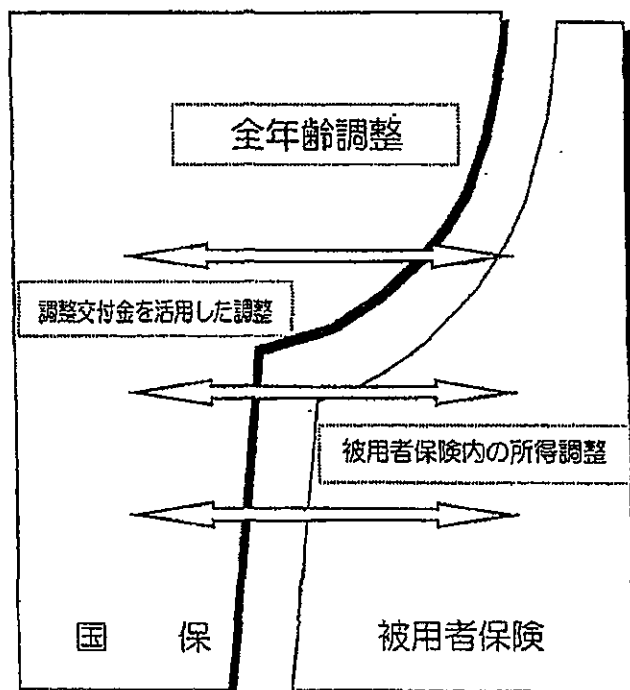 全年齢調整
調整交付金を活用した調整
被用者保険内の所得調整
国 保
被用者保険